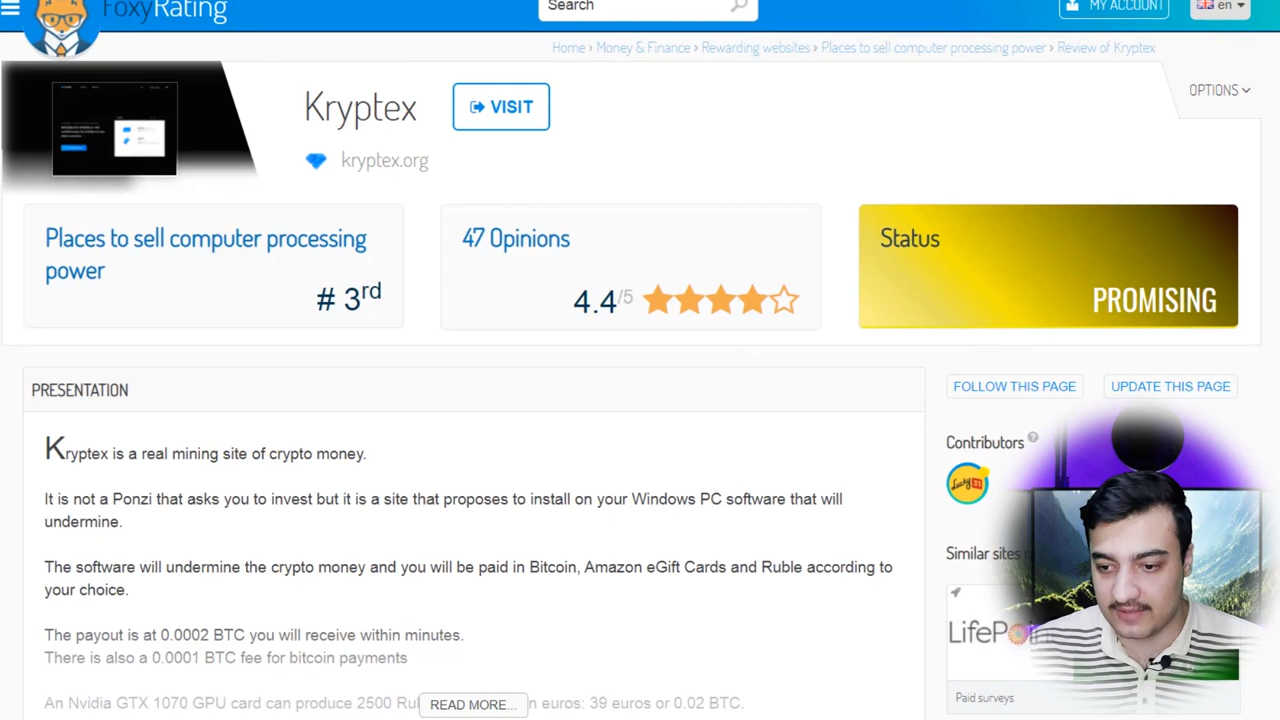 FoxyRating
Search
MY ACCOUNT
en
Home › Money & Finance › Rewarding websites › Places to sell computer processing power › Review of Kryptex
OPTIONS
Kryptex
VISIT
kryptex.org
Places to sell computer processing
power
# 3rd
47 Opinions
4.4/5
Status
PROMISING
PRESENTATION
FOLLOW THIS PAGE
UPDATE THIS PAGE
Kryptex is a real mining site of crypto money.
It is not a Ponzi that asks you to invest but it is a site that proposes to install on your Windows PC software that will
undermine.
The software will undermine the crypto money and you will be paid in Bitcoin, Amazon eGift Cards and Ruble according to
your choice.
The payout is at 0.0002 BTC you will receive within minutes.
There is also a 0.0001 BTC fee for bitcoin payments
An Nvidia GTX 1070 GPU card can produce 2500 Ru
READ MORE...
n euros: 39 euros or 0.02 BTC.
Contributors
Lucky
Similar sites
LifePoin
Paid surveys